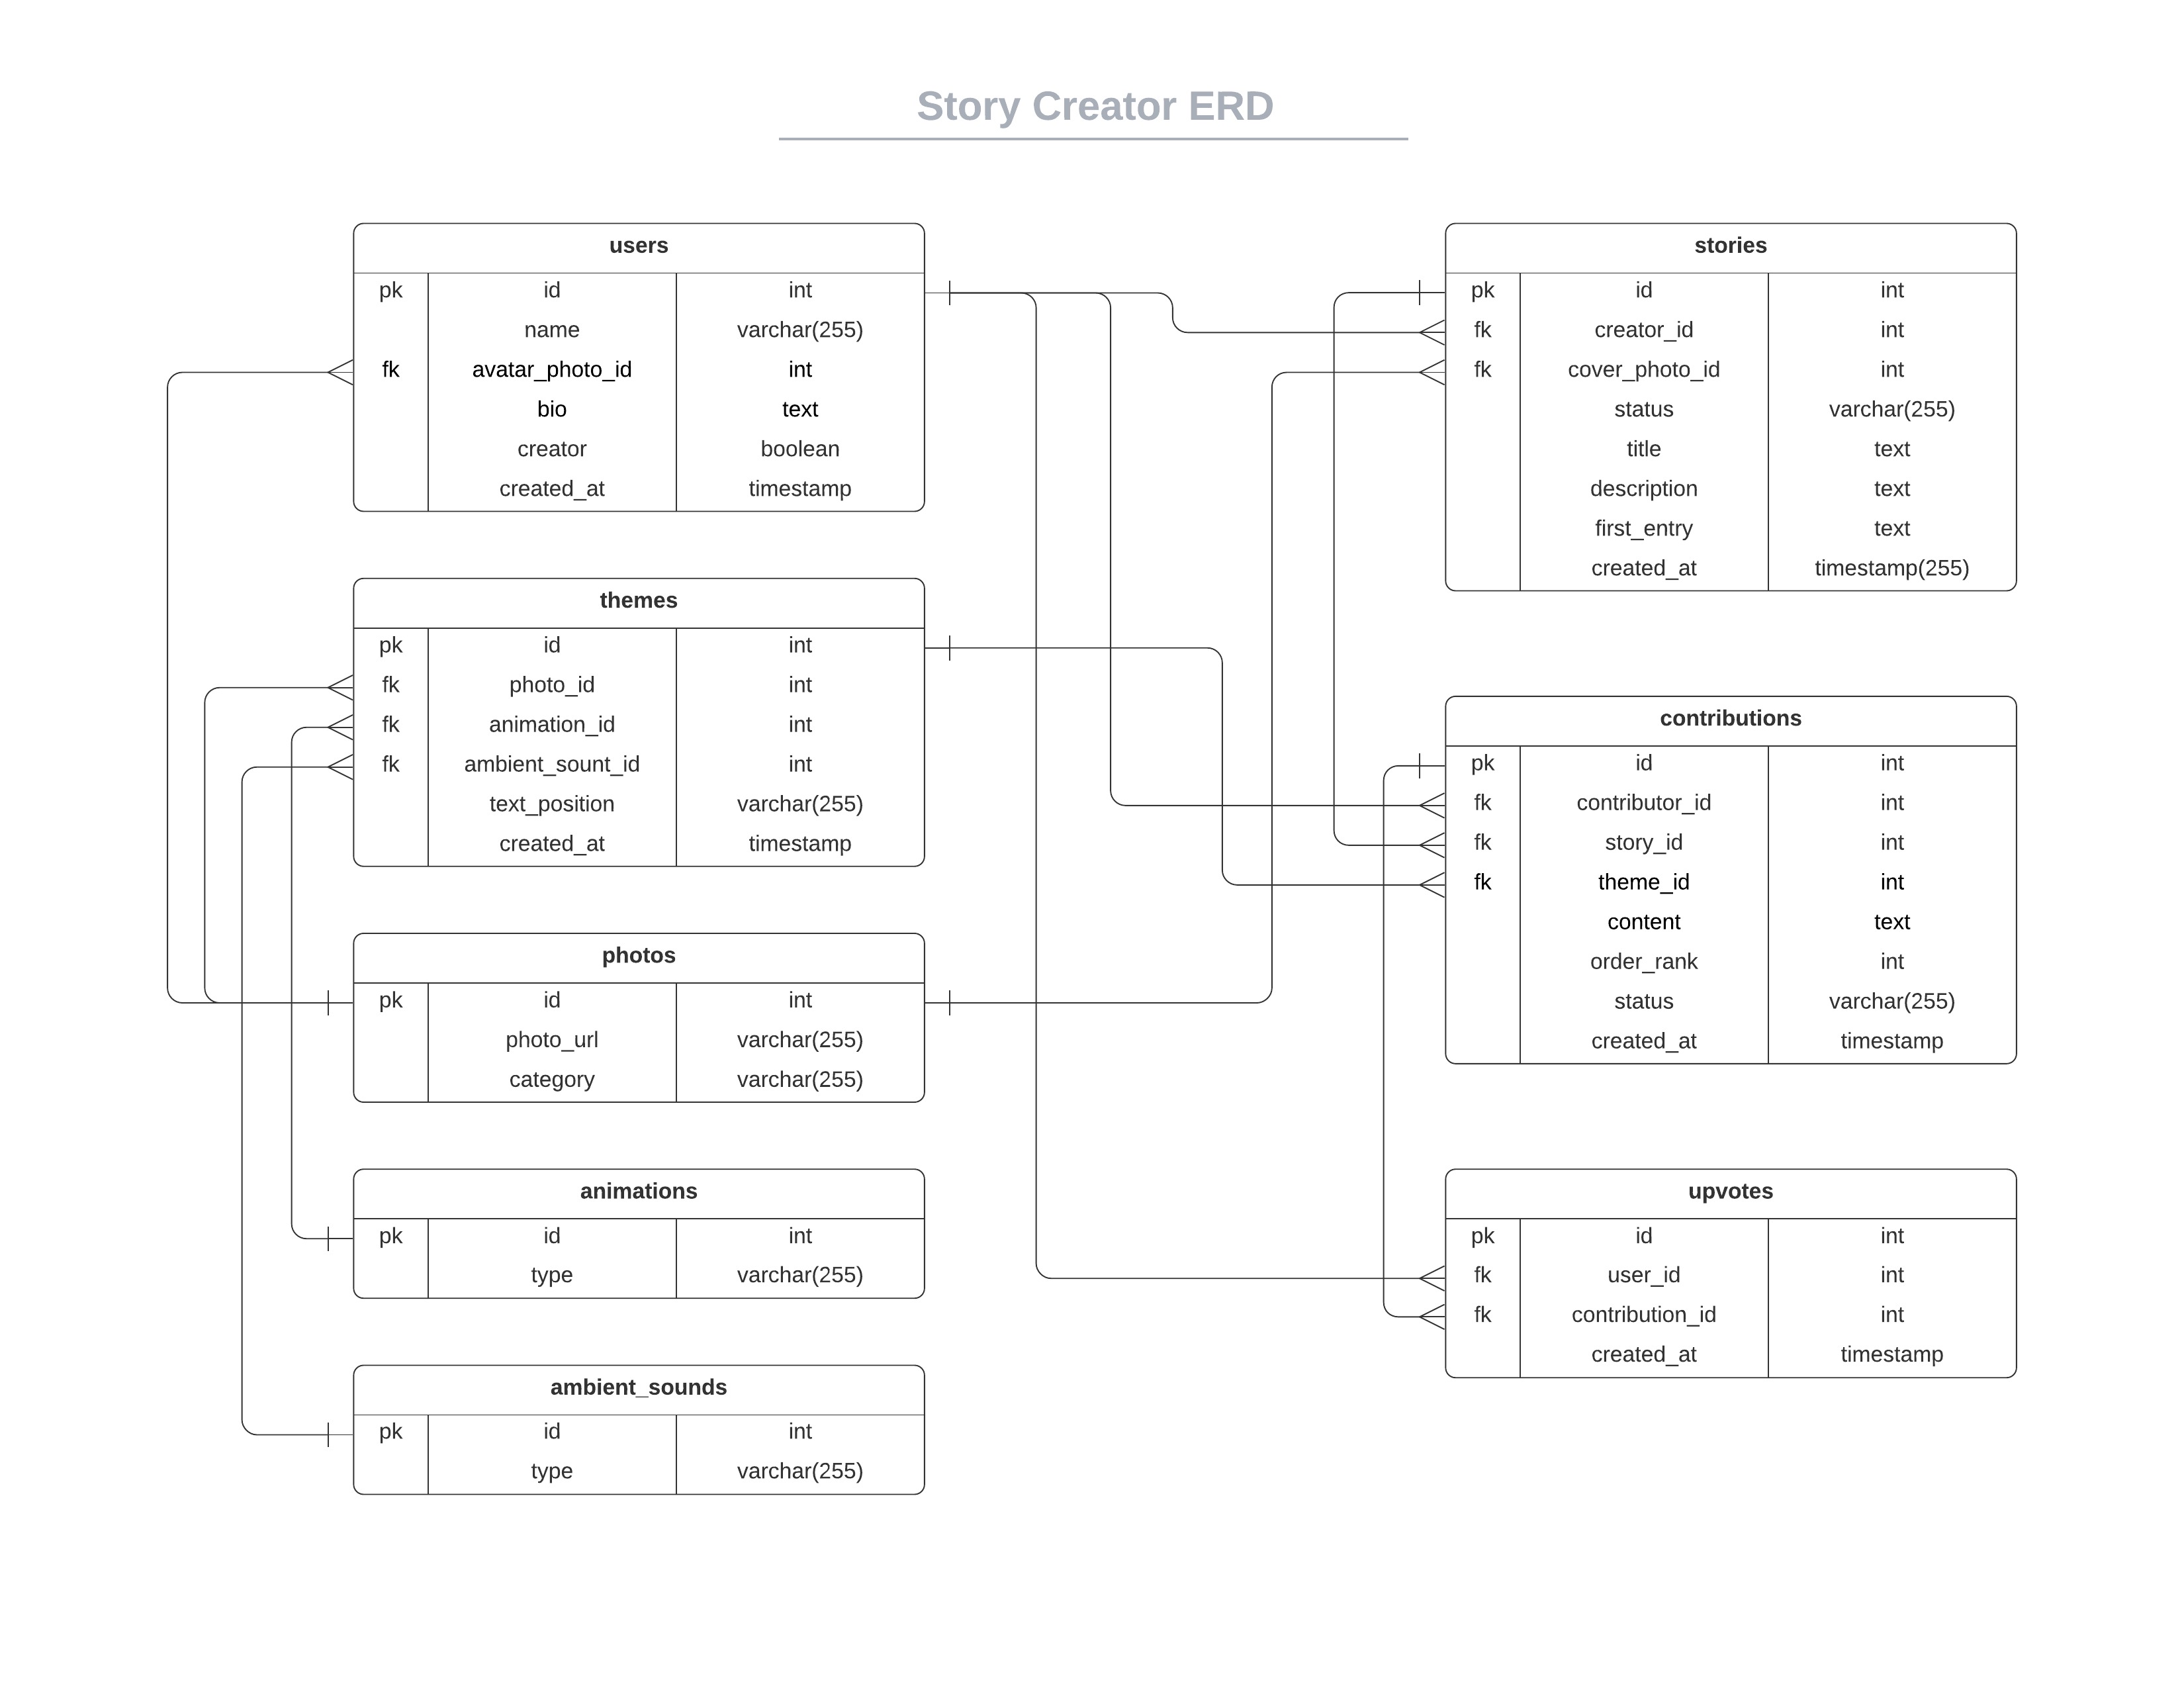 Story Creator ERD
users
pk id int
name varchar(255)
fk avatar_photo_id int
bio text
creator boolean
created_at timestamp
themes
pk id int
fk photo_id int
fk animation_id int
fk ambient_sount_id int
text_position varchar(255)
created_at timestamp
photos
pk id int
photo_url varchar(255)
category varchar(255)
animations
pk id int
type varchar(255)
ambient_sounds
pk id int
type varchar(255)
stories
pk id int
fk creator_id int
fk cover_photo_id int
status varchar(255)
title text
description text
first_entry text
created_at timestamp(255)
contributions
pk id int
fk contributor_id int
fk story_id int
fk theme_id int
content text
order_rank int
status varchar(255)
created_at timestamp
upvotes
pk id int
fk user_id int
fk contribution_id int
created_at timestamp